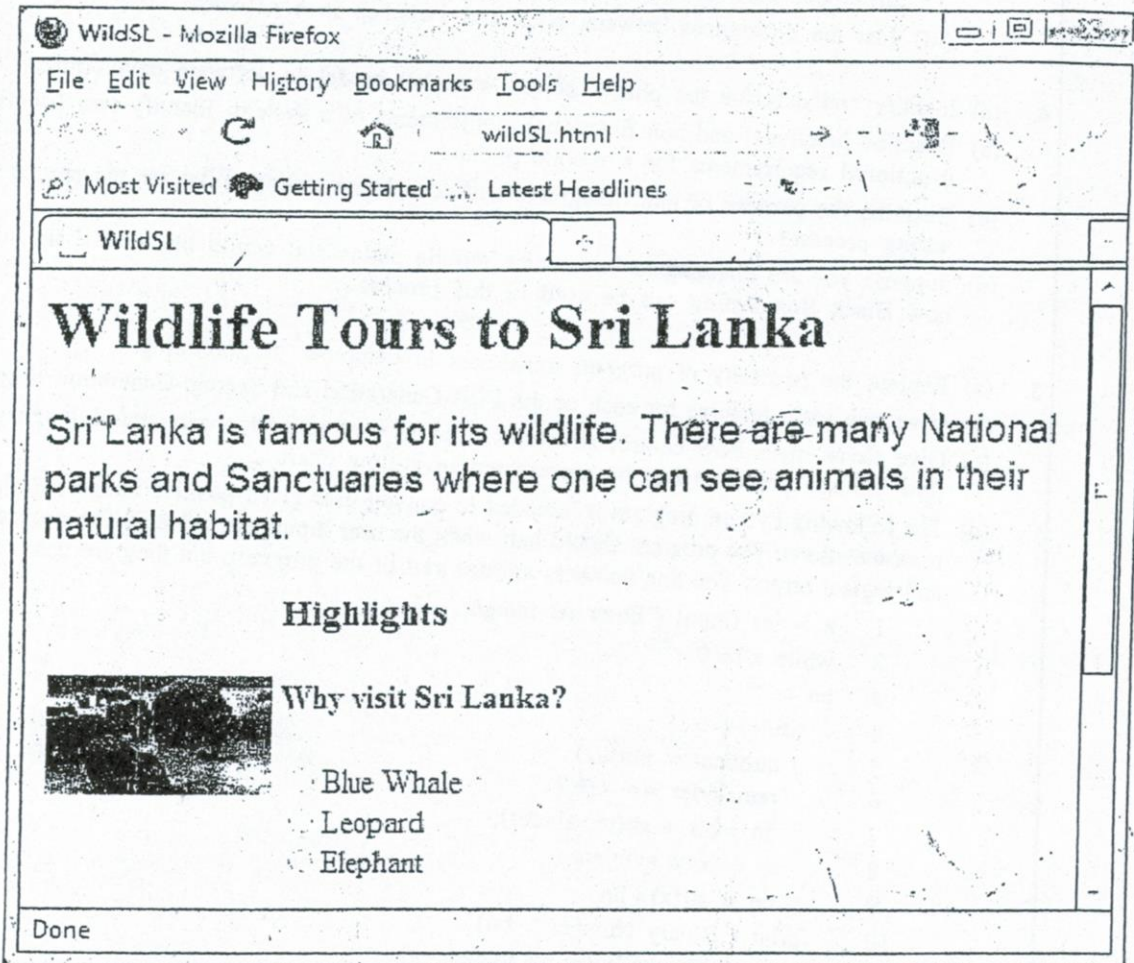 WildSL - Mozilla Firefox
File Edit View History Bookmarks Tools Help
wildSL.html
Most Visited Getting Started Latest Headlines
WildSL
Wildlife Tours to Sri Lanka
Sri Lanka is famous for its wildlife. There are many National
parks and Sanctuaries where one can see animals in their
natural habitat.
Highlights
Why visit Sri Lanka?
Blue Whale
Leopard
Elephant
Done